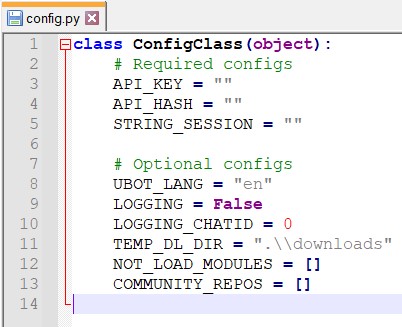 config.py
1 class ConfigClass(object):
2     # Required configs
3     API_KEY = ""
4     API_HASH = ""
5     STRING_SESSION = ""
6
7     # Optional configs
8     UBOT_LANG = "en"
9     LOGGING = False
10     LOGGING_CHATID = 0
11     TEMP_DL_DIR = ".\\downloads"
12     NOT_LOAD_MODULES = []
13     COMMUNITY_REPOS = []
14